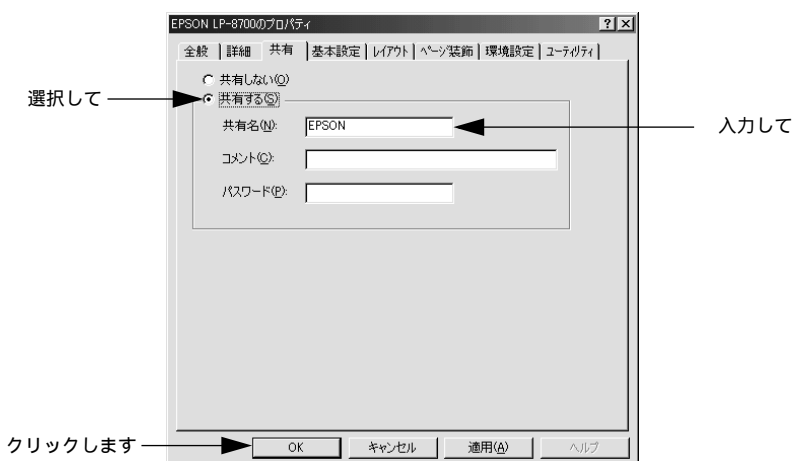 EPSON LP-8700のプロパティ
全般 詳細 共有 基本設定 レイアウト ページ装飾 環境設定 ユーティリティ
共有しない(O)
選択して
共有する(S)
共有名(N): EPSON
入力して
コメント(C):
パスワード(P):
クリックします
OK キャンセル 適用(A) ヘルプ